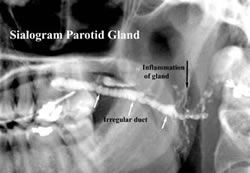 Sialogram Parotid Gland
Inflammation
of gland
Irregular duct